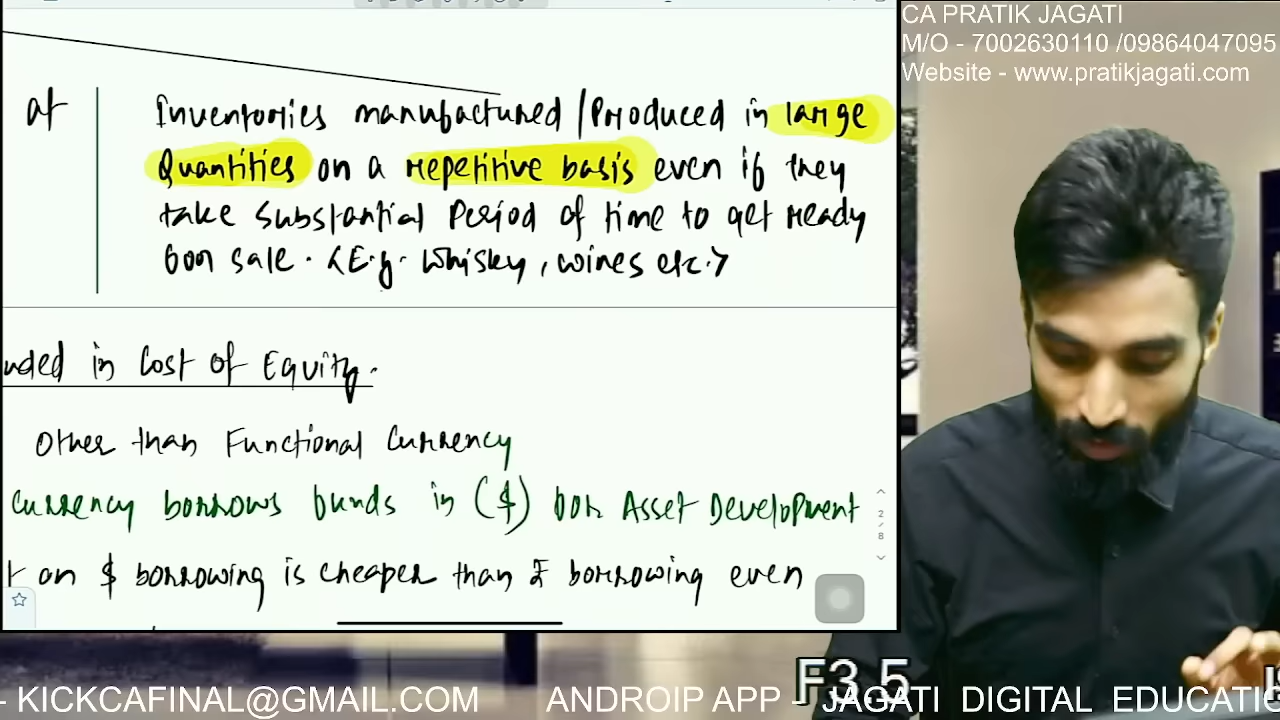 CA PRATIK JAGATI
M/O - 7002630110 /09864047095
Website - www.pratikjagati.com
at
Inventories manufactured/Produced in large
Quantities on a repetitive basis even if they
take substantial Period of time to get ready
for sale. <E.g. Whisky, wines etc.>
uded in Cost of Equity.
Other than Functional Currency
Currency borrows funds in ($) for Asset Development
on $ borrowing is cheaper than ₹ borrowing even
2/8
F3.5
- KICKCAFINAL@GMAIL.COM ANDROIP APP - JAGATI DIGITAL EDUCATIO